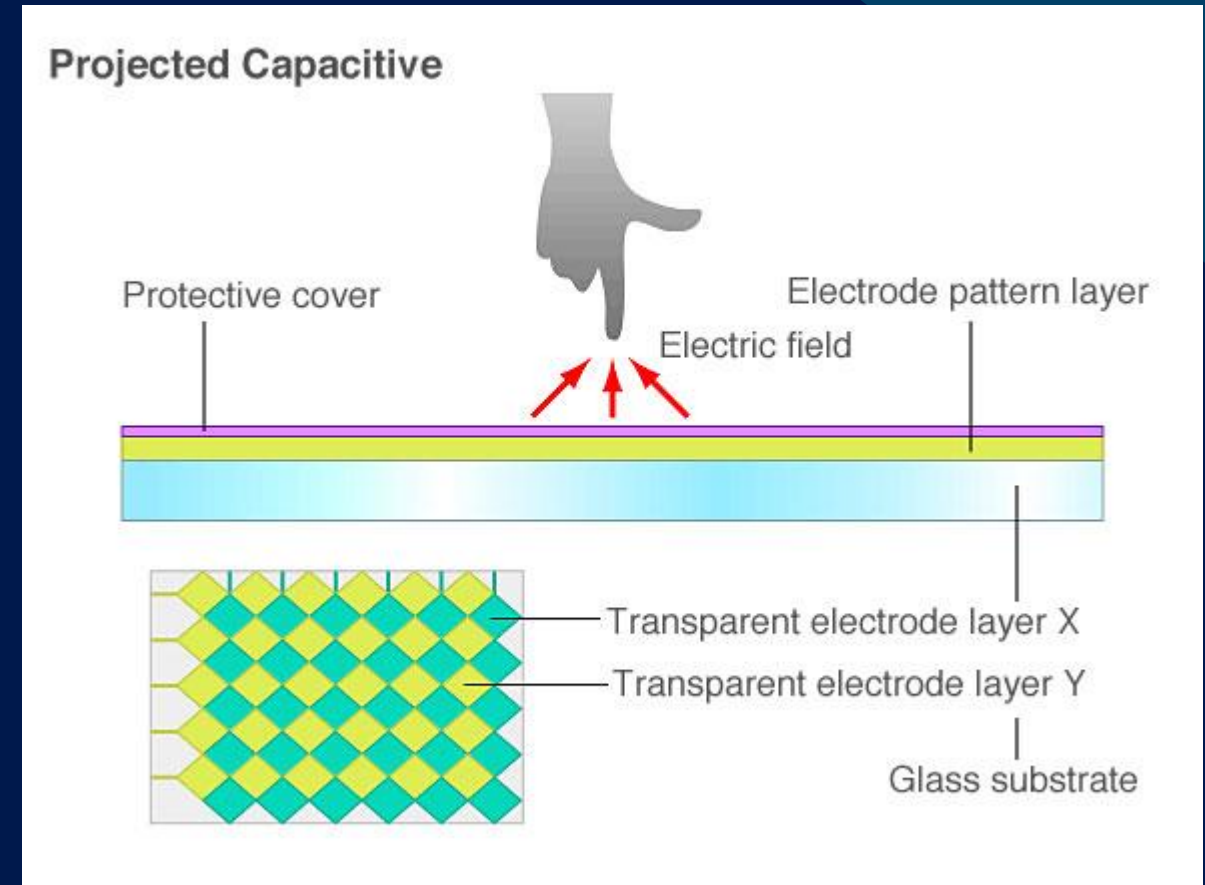 Projected Capacitive
Protective cover
Electrode pattern layer
Electric field
Transparent electrode layer X
Transparent electrode layer Y
Glass substrate